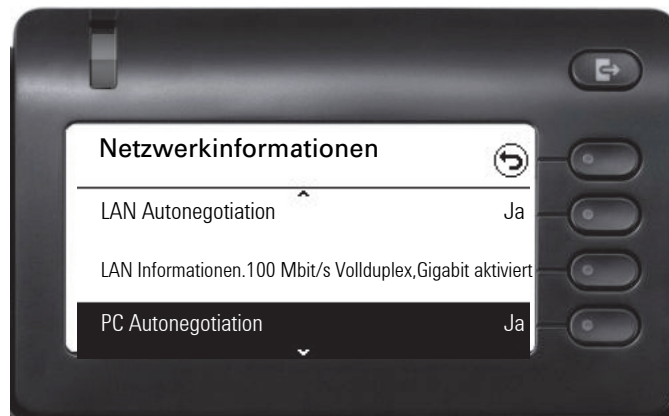 Netzwerkinformationen
LAN Autonegotiation Ja
LAN Informationen.100 Mbit/s Vollduplex,Gigabit aktiviert
PC Autonegotiation Ja